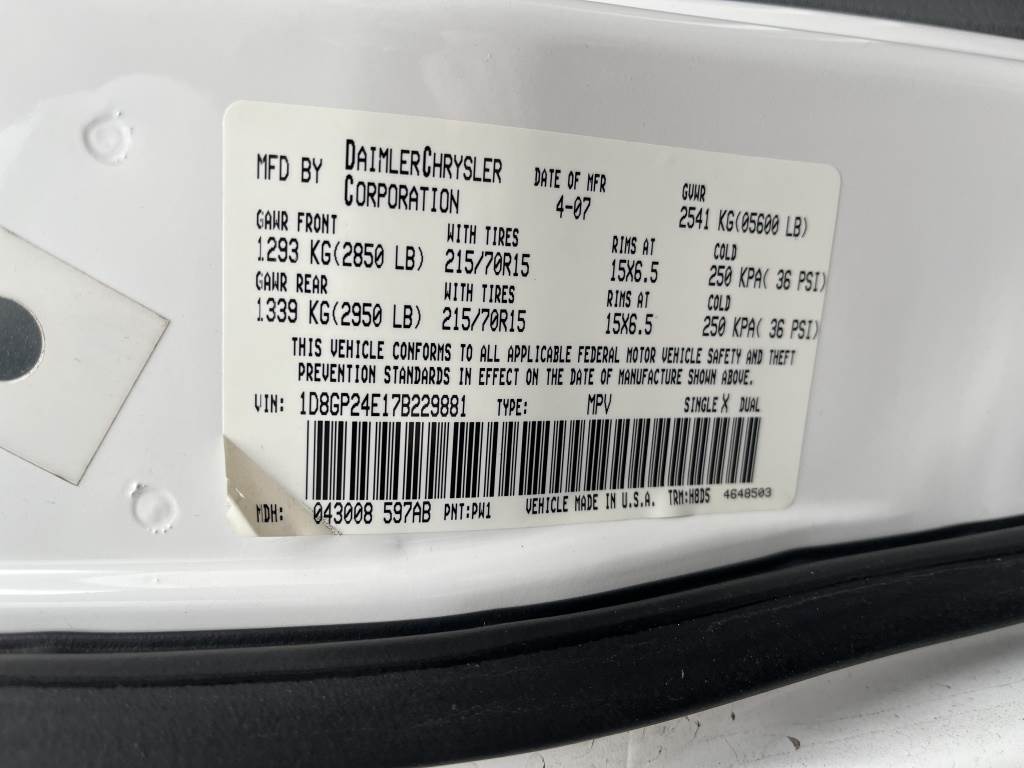 MFD BY DAIMLERCHRYSLER CORPORATION DATE OF MFR 4-07 GVWR 2541 KG(05600 LB)
GAWR FRONT WITH TIRES RIMS AT COLD
1293 KG(2850 LB) 215/70R15 15X6.5 250 KPA( 36 PSI)
GAWR REAR WITH TIRES RIMS AT COLD
1339 KG(2950 LB) 215/70R15 15X6.5 250 KPA( 36 PSI)
THIS VEHICLE CONFORMS TO ALL APPLICABLE FEDERAL MOTOR VEHICLE SAFETY AND THEFT
PREVENTION STANDARDS IN EFFECT ON THE DATE OF MANUFACTURE SHOWN ABOVE.
VIN: 1D8GP24E17B229881 TYPE: MPV SINGLE X DUAL
MDH: 043008 597AB PNT:PW1 VEHICLE MADE IN U.S.A. TRM:H8D5 4648503